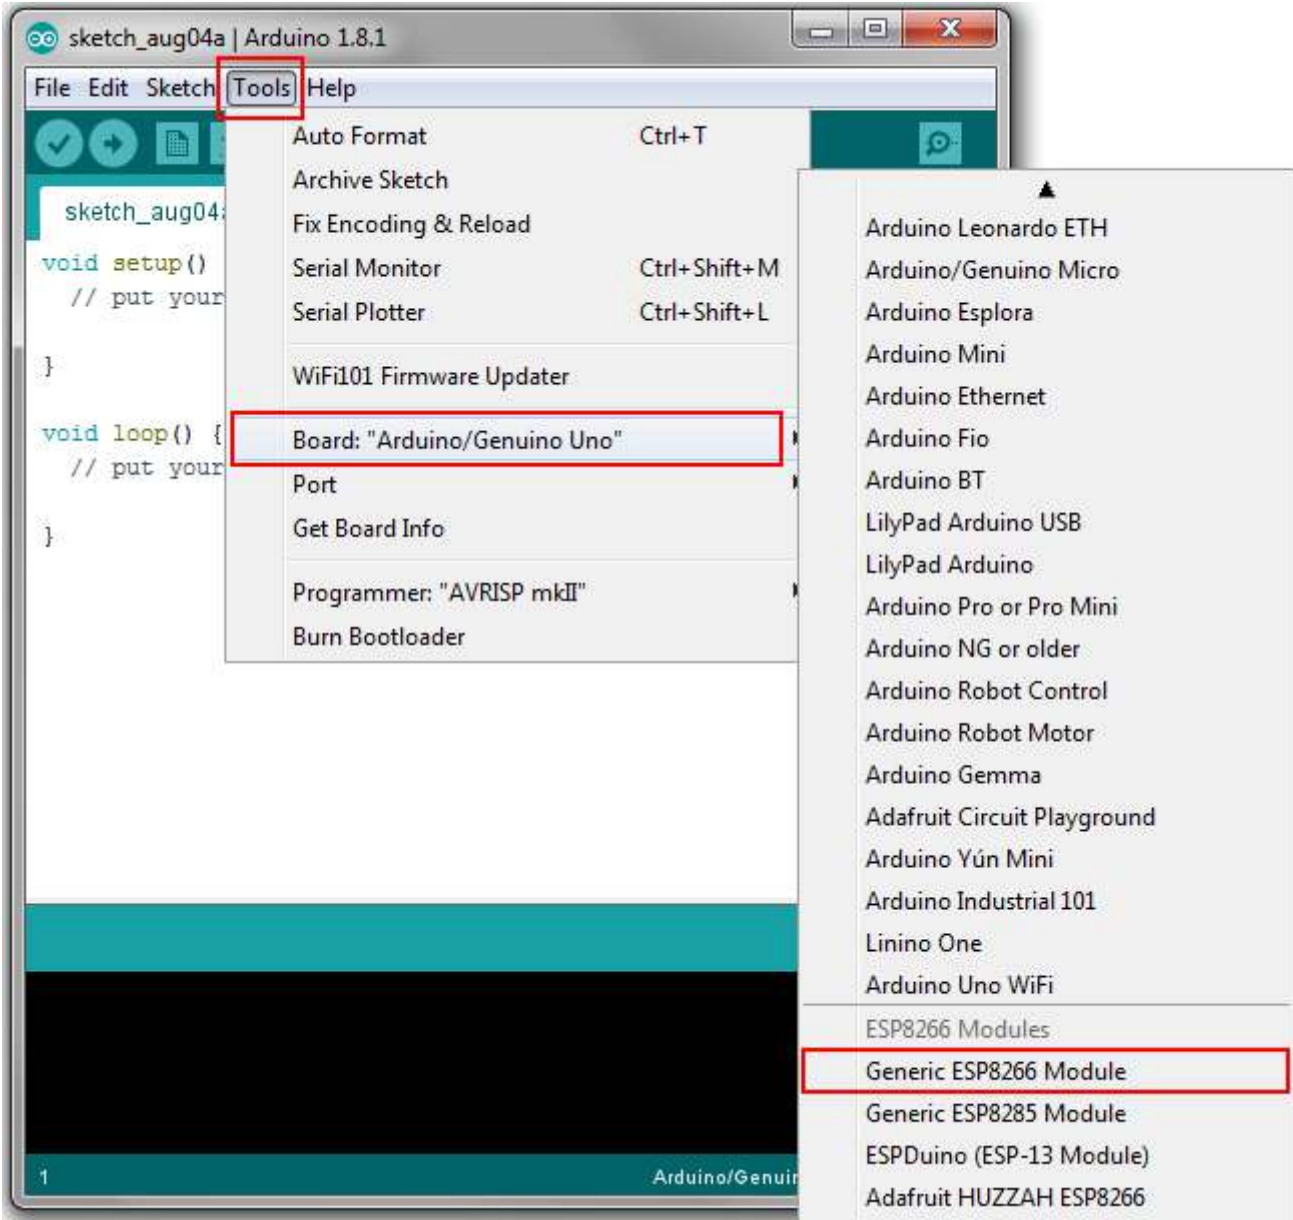 sketch_aug04a | Arduino 1.8.1
File Edit Sketch Tools Help
Auto Format Ctrl+T
Archive Sketch
Fix Encoding & Reload
Serial Monitor Ctrl+Shift+M
Serial Plotter Ctrl+Shift+L
WiFi101 Firmware Updater
Board: "Arduino/Genuino Uno"
Port
Get Board Info
Programmer: "AVRISP mkII"
Burn Bootloader
sketch_aug04a
void setup()
// put your
}
void loop() {
// put your
}
Arduino Leonardo ETH
Arduino/Genuino Micro
Arduino Esplora
Arduino Mini
Arduino Ethernet
Arduino Fio
Arduino BT
LilyPad Arduino USB
LilyPad Arduino
Arduino Pro or Pro Mini
Arduino NG or older
Arduino Robot Control
Arduino Robot Motor
Arduino Gemma
Adafruit Circuit Playground
Arduino Yún Mini
Arduino Industrial 101
Linino One
Arduino Uno WiFi
ESP8266 Modules
Generic ESP8266 Module
Generic ESP8285 Module
ESPDuino (ESP-13 Module)
Adafruit HUZZAH ESP8266
1 Arduino/Genuin